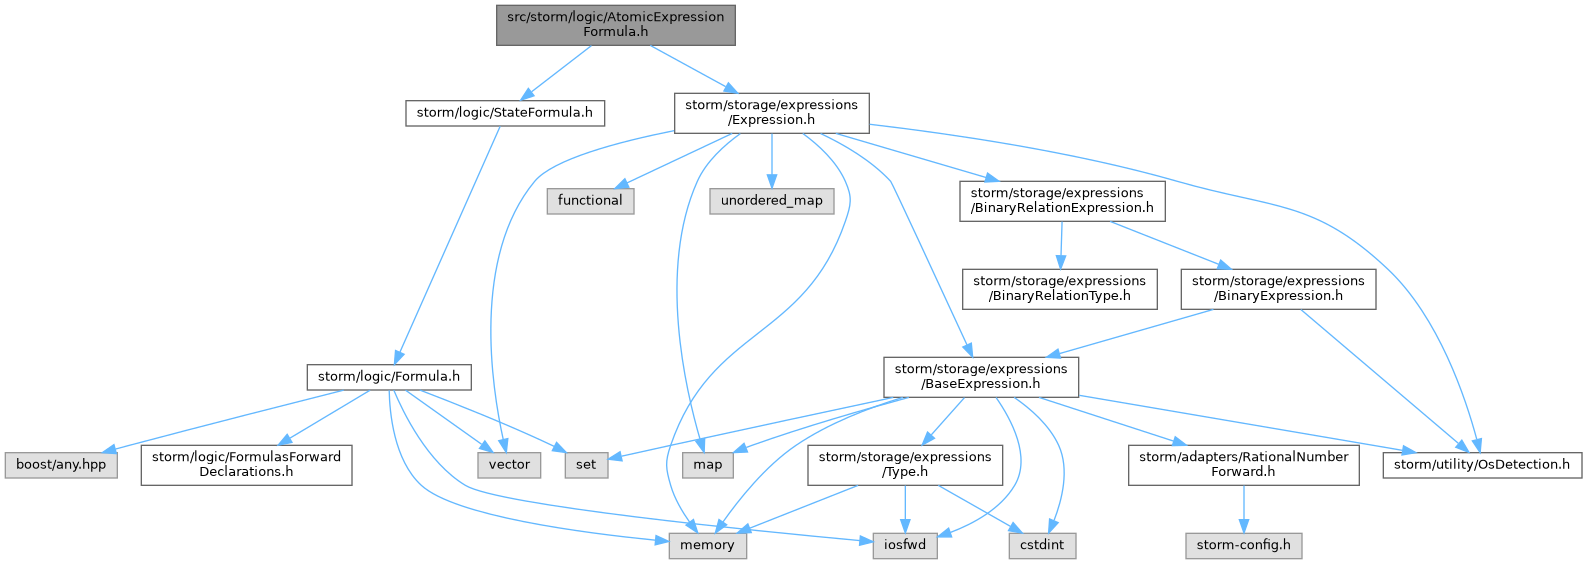 src/storm/logic/AtomicExpression
Formula.h
storm/logic/StateFormula.h
storm/storage/expressions
/Expression.h
functional
unordered_map
storm/storage/expressions
/BinaryRelationExpression.h
storm/storage/expressions
/BinaryRelationType.h
storm/storage/expressions
/BinaryExpression.h
storm/logic/Formula.h
storm/storage/expressions
/BaseExpression.h
boost/any.hpp
storm/logic/FormulasForward
Declarations.h
vector
set
map
storm/storage/expressions
/Type.h
storm/adapters/RationalNumber
Forward.h
storm/utility/OsDetection.h
memory
iosfwd
cstdint
storm-config.h